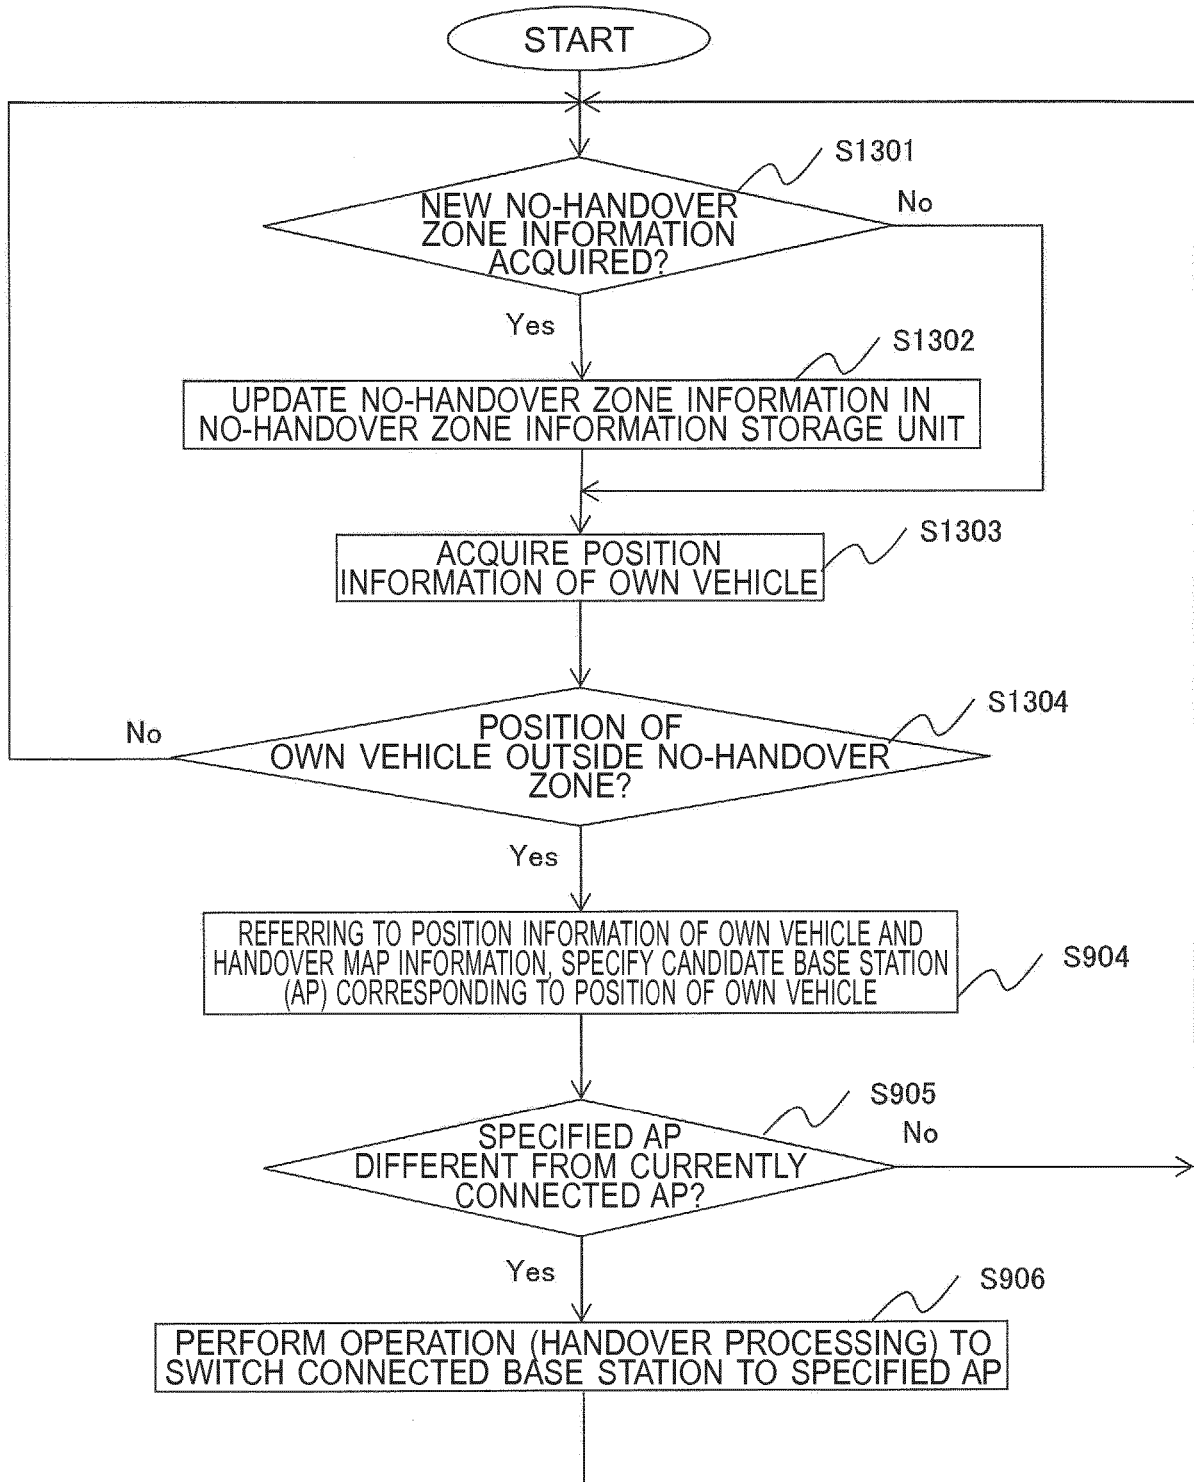 START
S1301
NEW NO-HANDOVER
ZONE INFORMATION
ACQUIRED?
No
Yes
S1302
UPDATE NO-HANDOVER ZONE INFORMATION IN
NO-HANDOVER ZONE INFORMATION STORAGE UNIT
S1303
ACQUIRE POSITION
INFORMATION OF OWN VEHICLE
S1304
No
POSITION OF
OWN VEHICLE OUTSIDE NO-HANDOVER
ZONE?
Yes
REFERRING TO POSITION INFORMATION OF OWN VEHICLE AND
HANDOVER MAP INFORMATION, SPECIFY CANDIDATE BASE STATION
(AP) CORRESPONDING TO POSITION OF OWN VEHICLE
S904
S905
SPECIFIED AP
DIFFERENT FROM CURRENTLY
CONNECTED AP?
No
Yes
S906
PERFORM OPERATION (HANDOVER PROCESSING) TO
SWITCH CONNECTED BASE STATION TO SPECIFIED AP